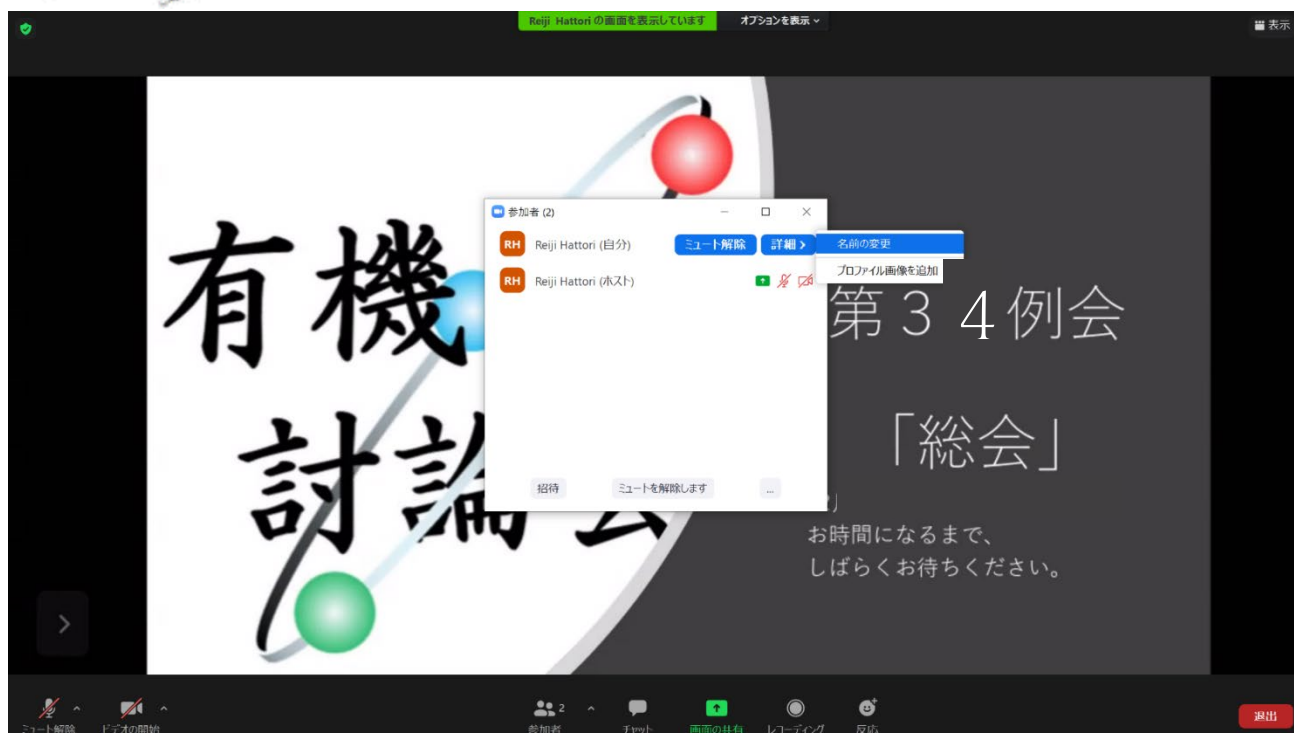 Reiji Hattori の画面を表示しています
オプションを表示
表示
有機
討論会
第３４例会
「総会」
お時間になるまで、
しばらくお待ちください。
参加者 (2)
RH Reiji Hattori (自分) ミュート解除 詳細
名前の変更
プロファイル画像を追加
RH Reiji Hattori (ホスト)
招待 ミュートを解除します ...
ミュート解除
ドデオの開始
2
参加者
チャット
画面の共有
レコーディング
反応
退出